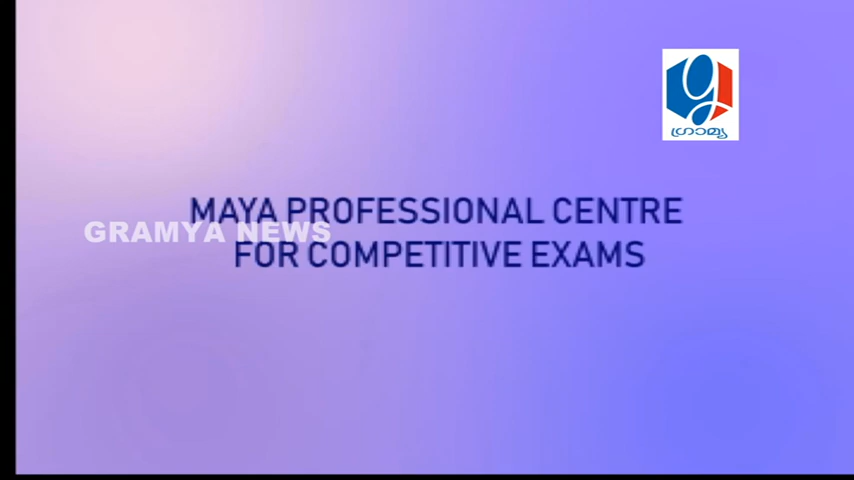 ഗ്രാമ്യ
MAYA PROFESSIONAL CENTRE
GRAMYA NEWS
FOR COMPETITIVE EXAMS